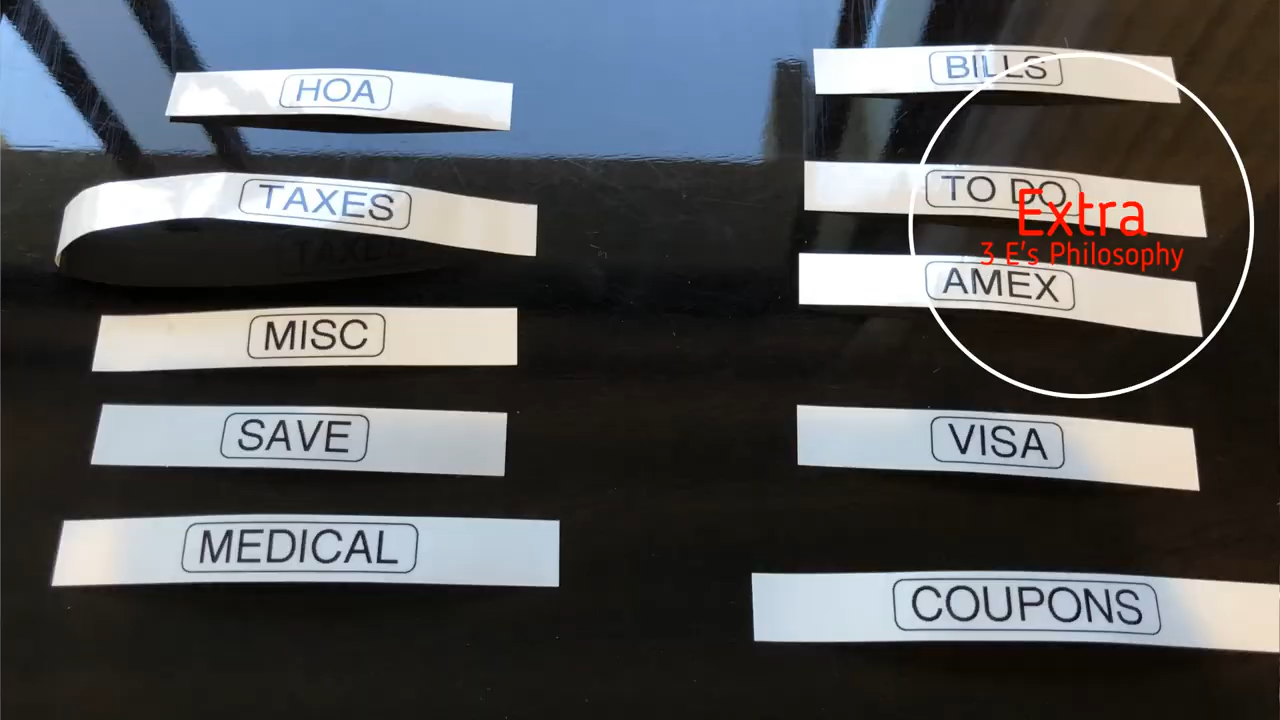 HOA
TAXES
MISC
SAVE
MEDICAL
BILLS
TO DO
Extra
3 E's Philosophy
AMEX
VISA
COUPONS